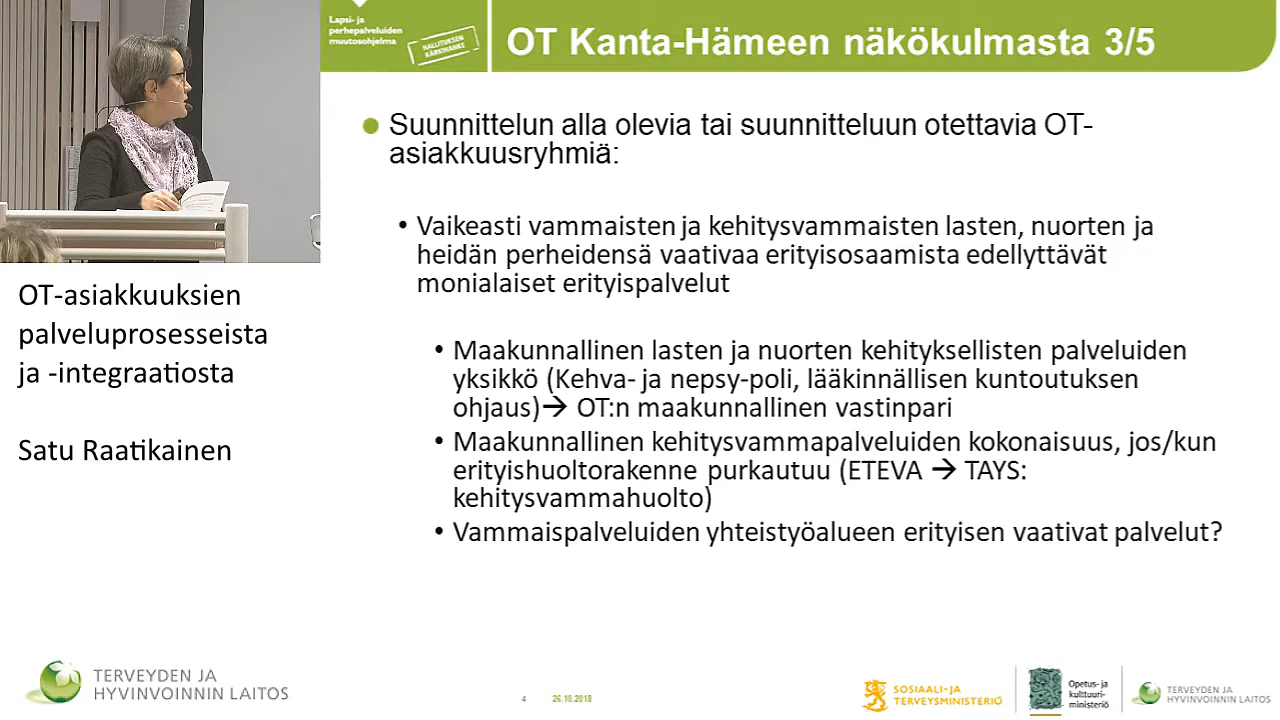 Lapsi- ja
perhepalveluiden
muutosohjelma
HALLITUKSEN
KÄRKIHANKE
OT Kanta-Hämeen näkökulmasta 3/5
Suunnittelun alla olevia tai suunnitteluun otettavia OT-
asiakkuusryhmiä:
• Vaikeasti vammaisten ja kehitysvammaisten lasten, nuorten ja
heidän perheidensä vaativaa erityisosaamista edellyttävät
monialaiset erityispalvelut
• Maakunnallinen lasten ja nuorten kehityksellisten palveluiden
yksikkö (Kehva- ja nepsy-poli, lääkinnällisen kuntoutuksen
ohjaus)→ OT:n maakunnallinen vastinpari
• Maakunnallinen kehitysvammapalveluiden kokonaisuus, jos/kun
erityishuoltorakenne purkautuu (ETEVA → TAYS:
kehitysvammahuolto)
• Vammaispalveluiden yhteistyöalueen erityisen vaativat palvelut?
OT-asiakkuuksien
palveluprosesseista
ja -integraatiosta
Satu Raatikainen
TERVEYDEN JA
HYVINVOINNIN LAITOS
4
26.10.2018
SOSIAALI- JA
TERVEYSMINISTERIÖ
Opetus- ja
kulttuuri-
ministeriö
TERVEYDEN JA
HYVINVOINNIN LAITOS